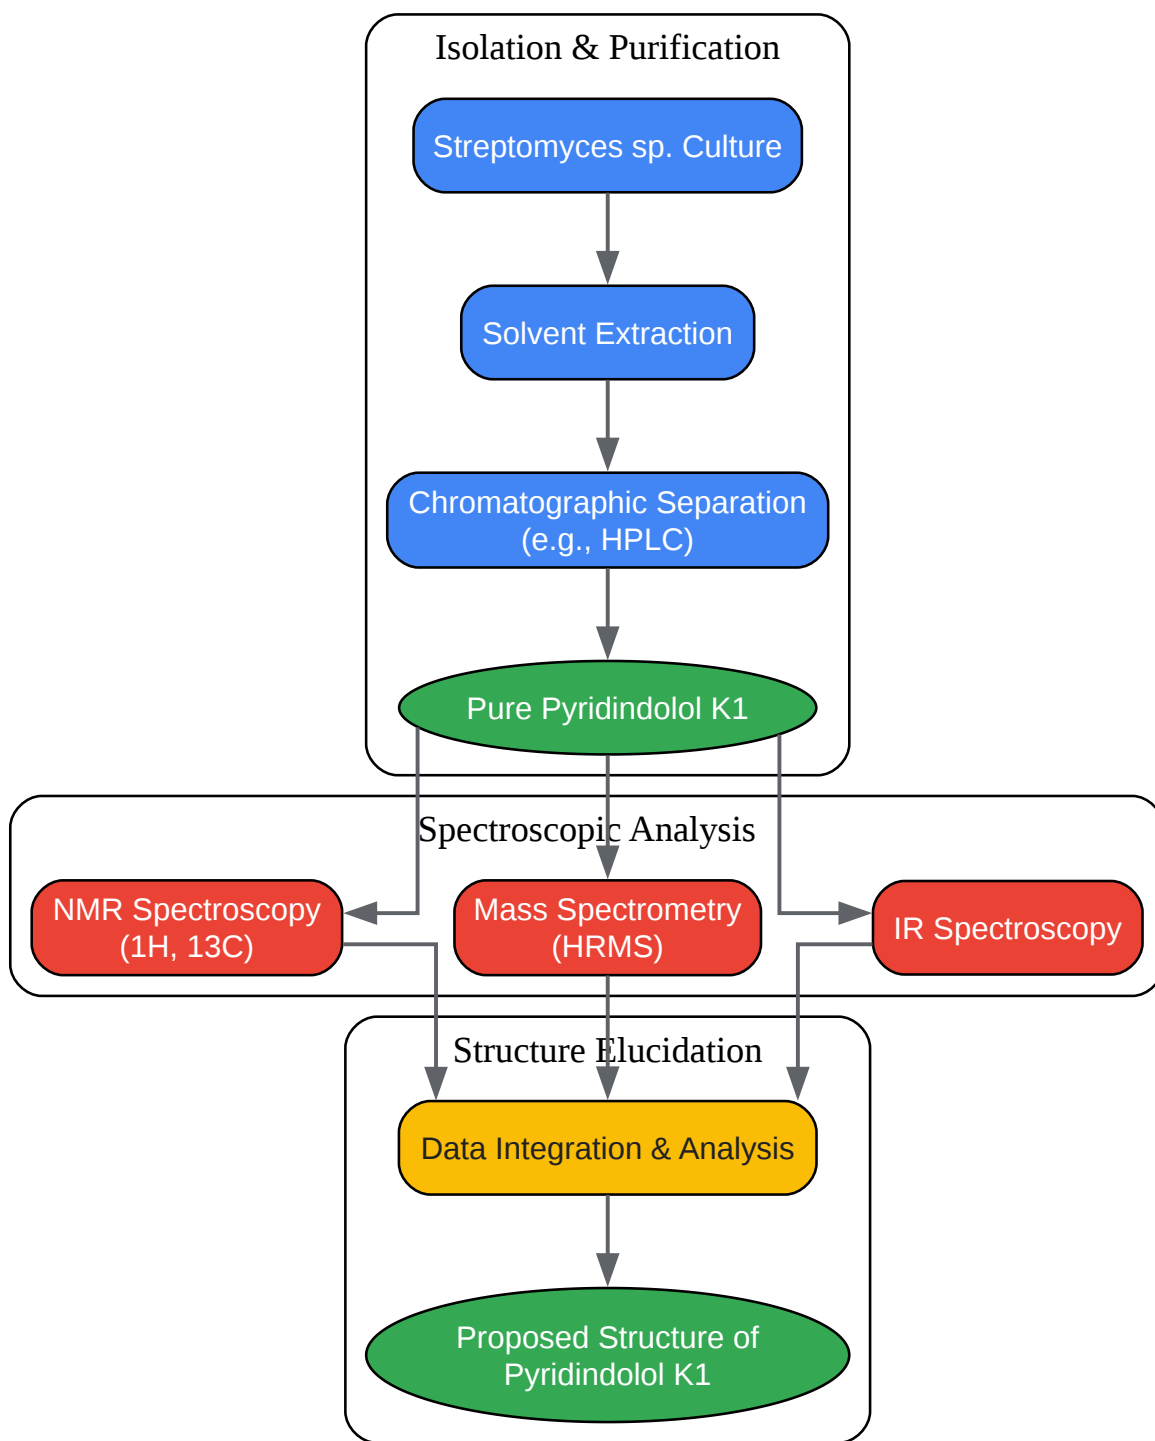 Isolation & Purification
Streptomyces sp. Culture
Solvent Extraction
Chromatographic Separation
(e.g., HPLC)
Pure Pyridindolol K1
Spectroscopic Analysis
NMR Spectroscopy
(1H, 13C)
Mass Spectrometry
(HRMS)
IR Spectroscopy
Structure Elucidation
Data Integration & Analysis
Proposed Structure of
Pyridindolol K1